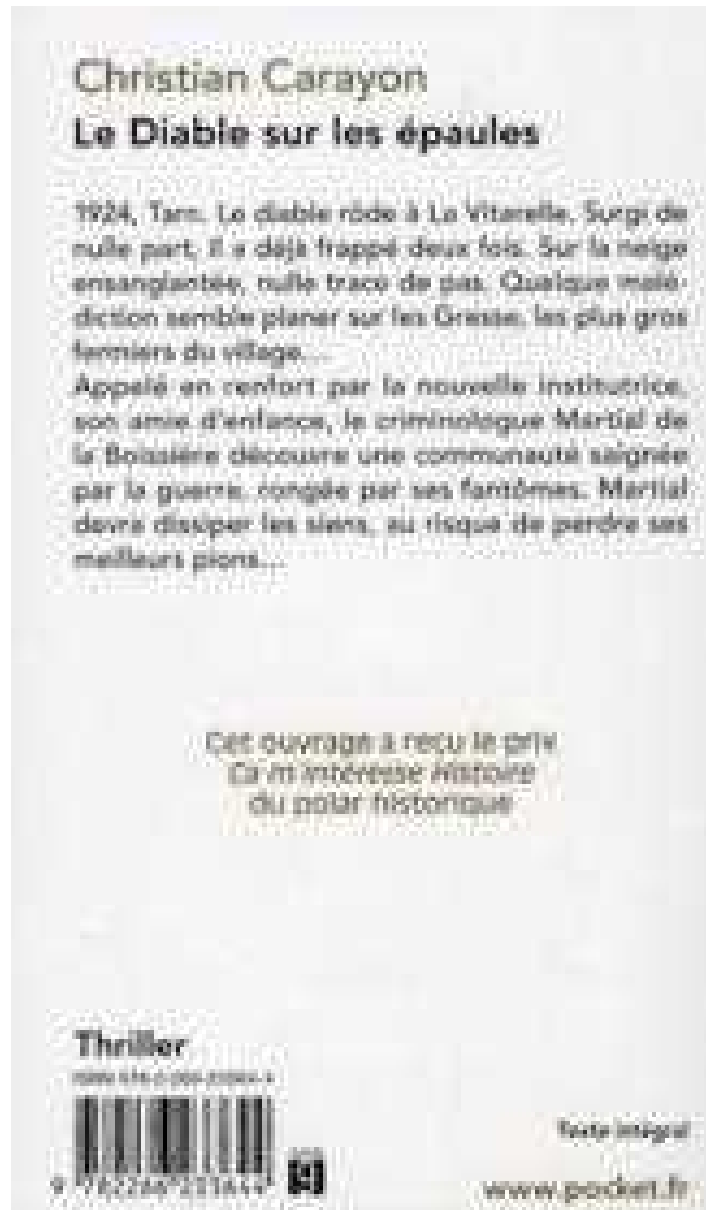 Christian Carayon
Le Diable sur les épaules
1924, Tarn. Le diable rôde à La Vitarelle. Surgi de
nulle part, il a déjà frappé deux fois. Sur la neige
ensanglantée, nulle trace de pas. Quelque malé-
diction semble planer sur les Gresse, les plus gros
fermiers du village...
Appelé en renfort par la nouvelle institutrice,
son amie d'enfance, le criminologue Martial de
la Boissière découvre une communauté saignée
par la guerre, rongée par ses fantômes. Martial
devra dissiper les siens, au risque de perdre ses
meilleurs pions...
Cet ouvrage a reçu le prix
Ça m'intéresse Histoire
du polar historique
Thriller
Texte intégral
www.pocket.fr